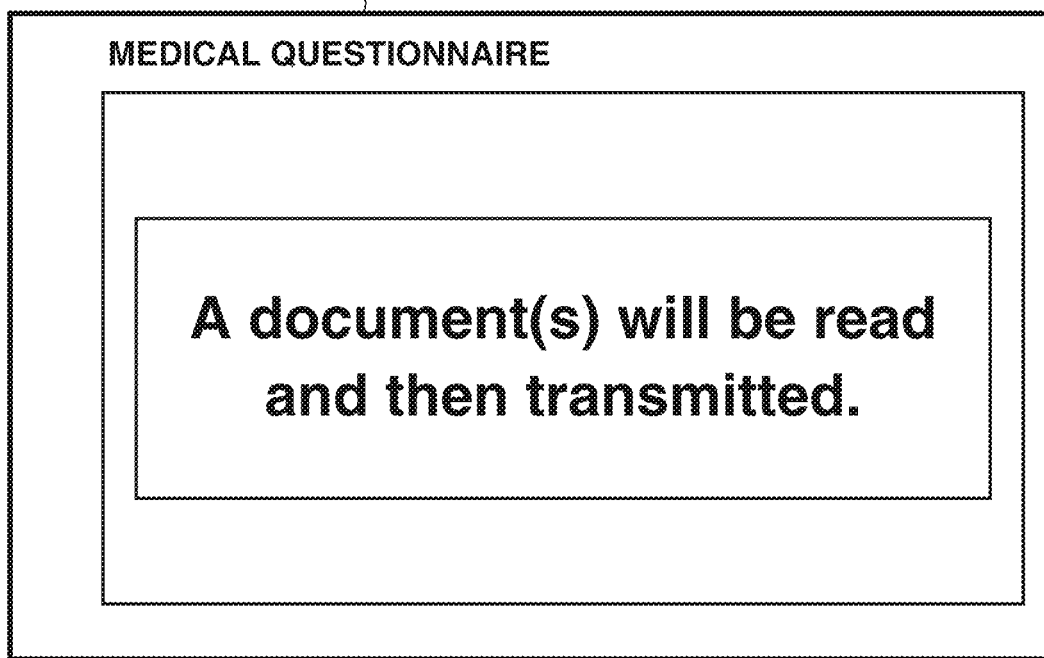 MEDICAL QUESTIONNAIRE
A document(s) will be read
and then transmitted.